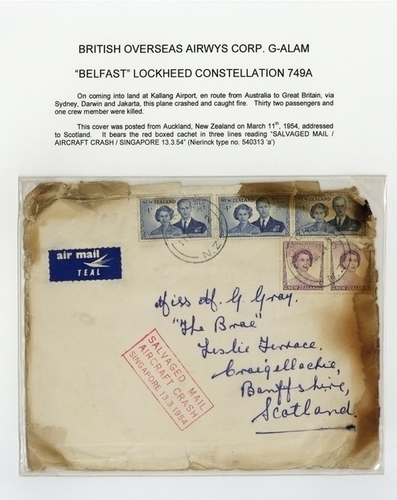 BRITISH OVERSEAS AIRWYS CORP. G-ALAM
"BELFAST" LOCKHEED CONSTELLATION 749A
On coming into land at Kallang Airport, en route from Australia to Great Britain, via
Sydney, Darwin and Jakarta, this plane crashed and caught fire. Thirty two passengers and
one crew member were killed.
This cover was posted from Auckland, New Zealand on March 11th, 1954, addressed
to Scotland. It bears the red boxed cachet in three lines reading "SALVAGED MAIL /
AIRCRAFT CRASH / SINGAPORE 13.3.54" (Nierinck type no. 540313 'a')
NEW ZEALAND
NEW ZEALAND
NEW ZEALAND
N.Z.
air mail
TEAL
NEW ZEALAND
NEW ZEALAND
Miss M. G. Gray.
"The Brae"
Leslie Terrace,
Craigellachie,
Banffshire,
Scotland.
SALVAGED MAIL
AIRCRAFT CRASH
SINGAPORE 13.3.1954